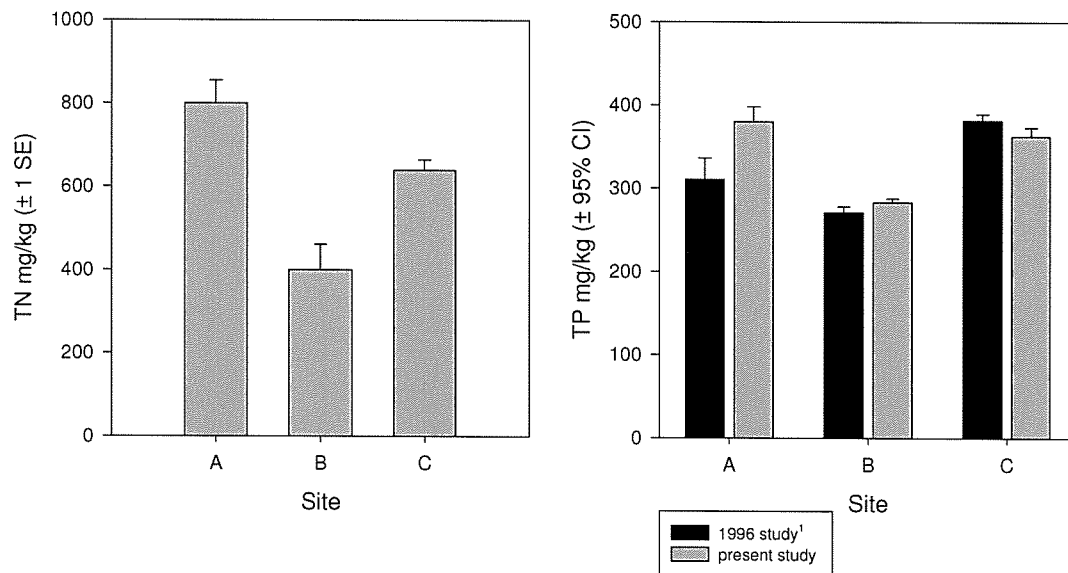 TN mg/kg (± 1 SE)
1000
800
600
400
200
0
A B C
Site
TP mg/kg (± 95% CI)
500
400
300
200
100
0
A B C
Site
1996 study¹
present study